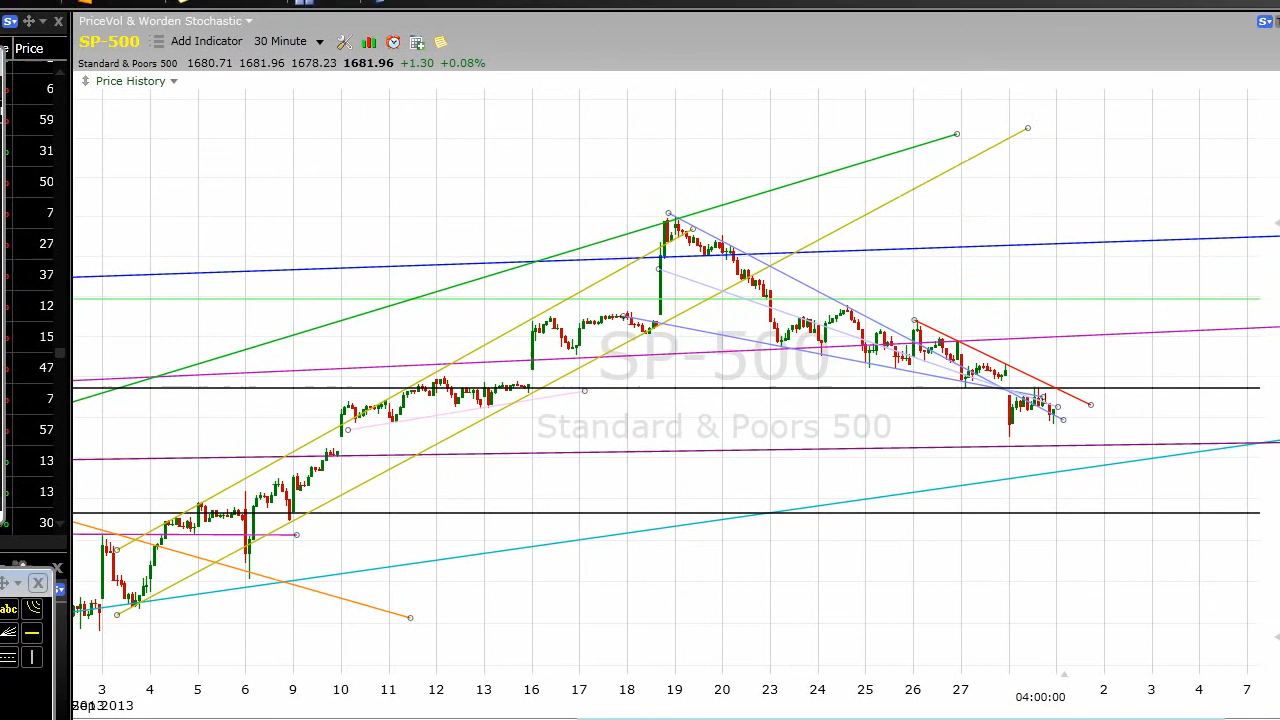 PriceVol & Worden Stochastic
SP-500 Add Indicator 30 Minute
Standard & Poors 500 1680.71 1681.96 1678.23 1681.96 +1.30 +0.08%
Price History
Price
6
59
31
50
7
27
37
12
15
47
7
57
13
13
30
abc
SP-500
Standard & Poors 500
3 4 5 6 9 10 11 12 13 16 17 18 19 20 23 24 25 26 27 2 3 4 7
04:00:00
2013